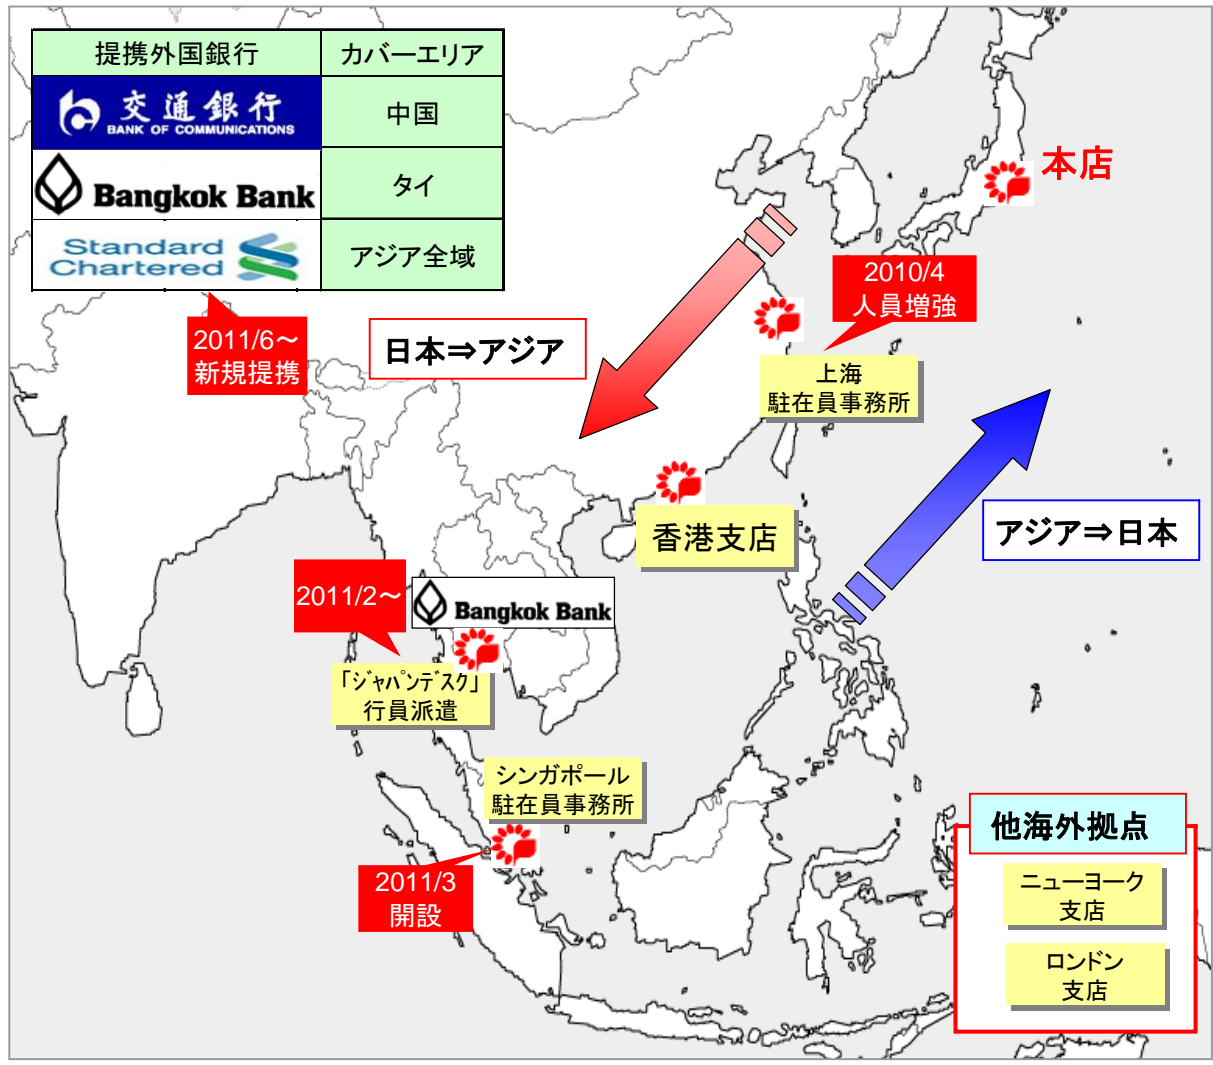 提携外国銀行 カバーエリア
交通銀行
BANK OF COMMUNICATIONS
中国
Bangkok Bank
タイ
Standard
Chartered
アジア全域
2011/6～
新規提携
日本⇒アジア
本店
2010/4
人員増強
上海
駐在員事務所
香港支店
アジア⇒日本
2011/2～
Bangkok Bank
「ｼﾞｬﾊﾟﾝﾃﾞｽｸ」
行員派遣
シンガポール
駐在員事務所
2011/3
開設
他海外拠点
ニューヨーク
支店
ロンドン
支店